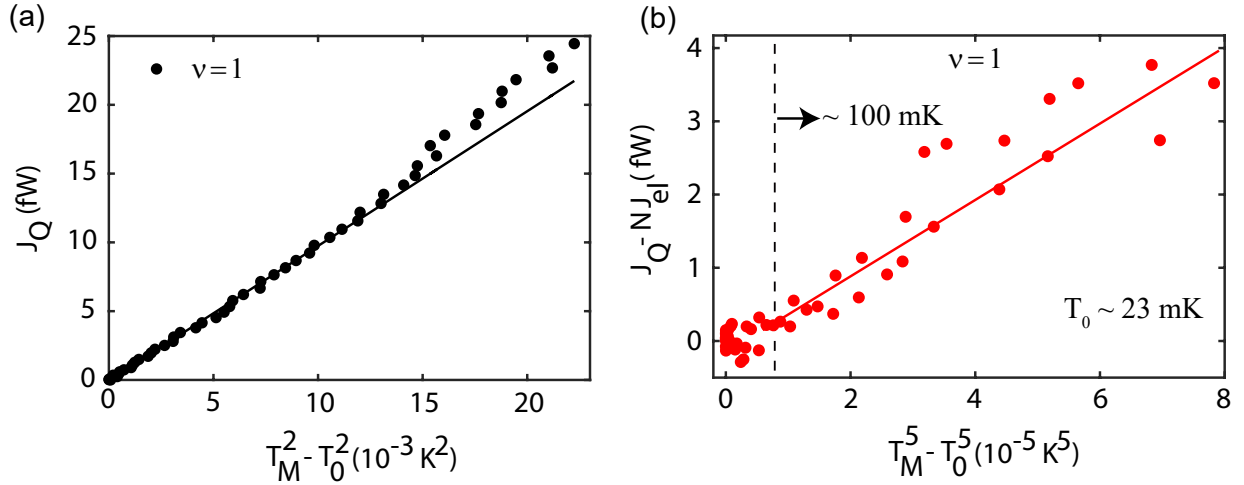 (a)
25
20
15
10
5
0
J_Q (fW)
ν = 1
0 5 10 15 20
T_M^2 - T_0^2 (10^-3 K^2)
(b)
4
3
2
1
0
J_Q - NJ_el (fW)
ν = 1
~ 100 mK
T_0 ~ 23 mK
0 2 4 6 8
T_M^5 - T_0^5 (10^-5 K^5)